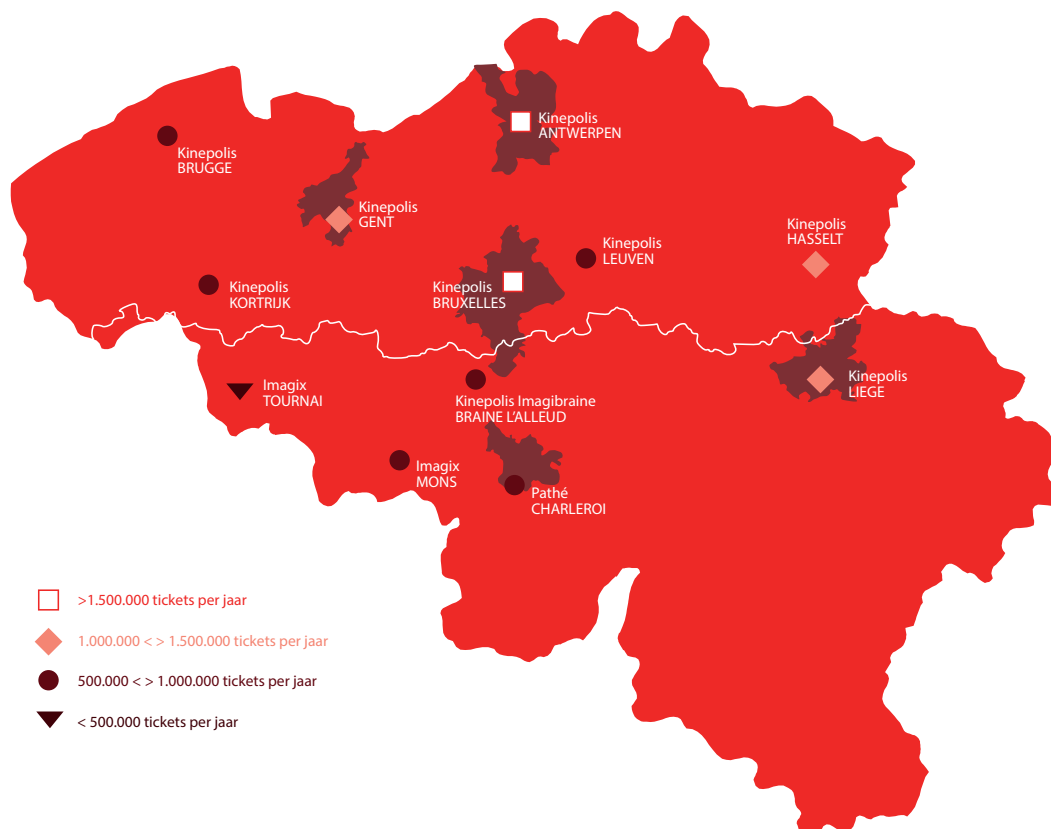 Kinepolis
ANTWERPEN
Kinepolis
BRUGGE
Kinepolis
GENT
Kinepolis
HASSELT
Kinepolis
LEUVEN
Kinepolis
KORTRIJK
Kinepolis
BRUXELLES
Kinepolis
LIEGE
Imagix
TOURNAI
Kinepolis Imagibraine
BRAINE L'ALLEUD
Imagix
MONS
Pathé
CHARLEROI
>1.500.000 tickets per jaar
1.000.000 < > 1.500.000 tickets per jaar
500.000 < > 1.000.000 tickets per jaar
< 500.000 tickets per jaar